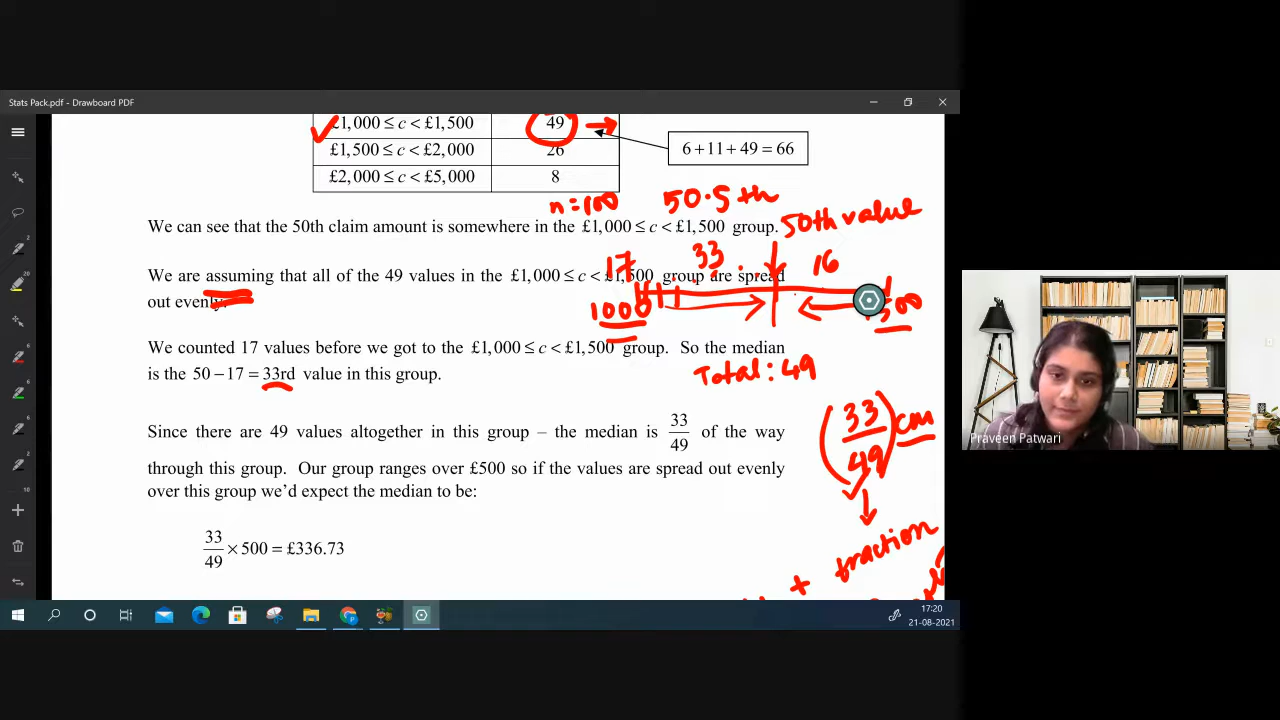 Stats Pack.pdf - Drawboard PDF
£1,000 ≤ c < £1,500 49
6+11+49 = 66
£1,500 ≤ c < £2,000 26
£2,000 ≤ c < £5,000 8
n = 100 50.5th
We can see that the 50th claim amount is somewhere in the £1,000 ≤ c < £1,500 group.
50th value
17 33 16
We are assuming that all of the 49 values in the £1,000 ≤ c < £1,500 group are spread
out evenly.
1000
We counted 17 values before we got to the £1,000 ≤ c < £1,500 group. So the median
is the 50 − 17 = 33rd value in this group.
Total : 49
Since there are 49 values altogether in this group – the median is 33/49 of the way
through this group. Our group ranges over £500 so if the values are spread out evenly
over this group we'd expect the median to be:
(33/49) cm
fraction
+
33/49 × 500 = £336.73
Praveen Patwari
17:20
21-08-2021